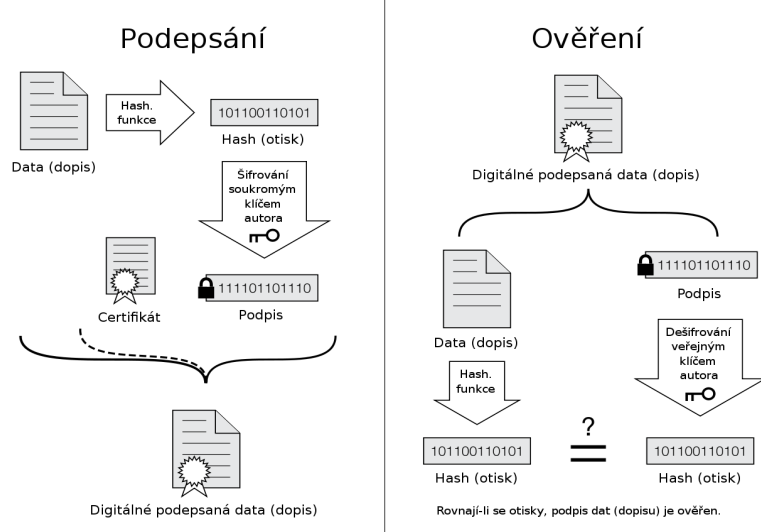 Podepsání
Data (dopis)
Hash.
funkce
101100110101
Hash (otisk)
Šifrování
soukromým
klíčem
autora
Certifikát
111101101110
Podpis
Digitálné podepsaná data (dopis)
Ověření
Digitálné podepsaná data (dopis)
Data (dopis)
111101101110
Podpis
Hash.
funkce
Dešifrování
veřejným
klíčem
autora
101100110101
Hash (otisk)
?
=
101100110101
Hash (otisk)
Rovnají-li se otisky, podpis dat (dopisu) je ověřen.